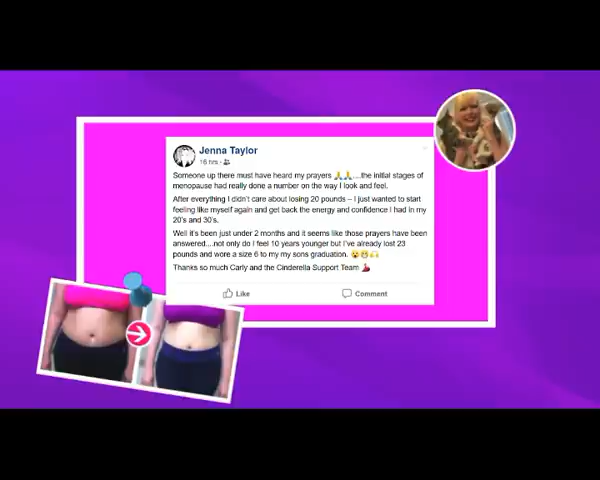 Jenna Taylor
16 hrs ·
Someone up there must have heard my prayers 🙏🙏....the initial stages of
menopause had really done a number on the way I look and feel.
After everything I didn't care about losing 20 pounds – I just wanted to start
feeling like myself again and get back the energy and confidence I had in my
20's and 30's.
Well it's been just under 2 months and it seems like those prayers have been
answered....not only do I feel 10 years younger but I've already lost 23
pounds and wore a size 6 to my my sons graduation. 😮😁🙌
Thanks so much Carly and the Cinderella Support Team 💃
Like
Comment